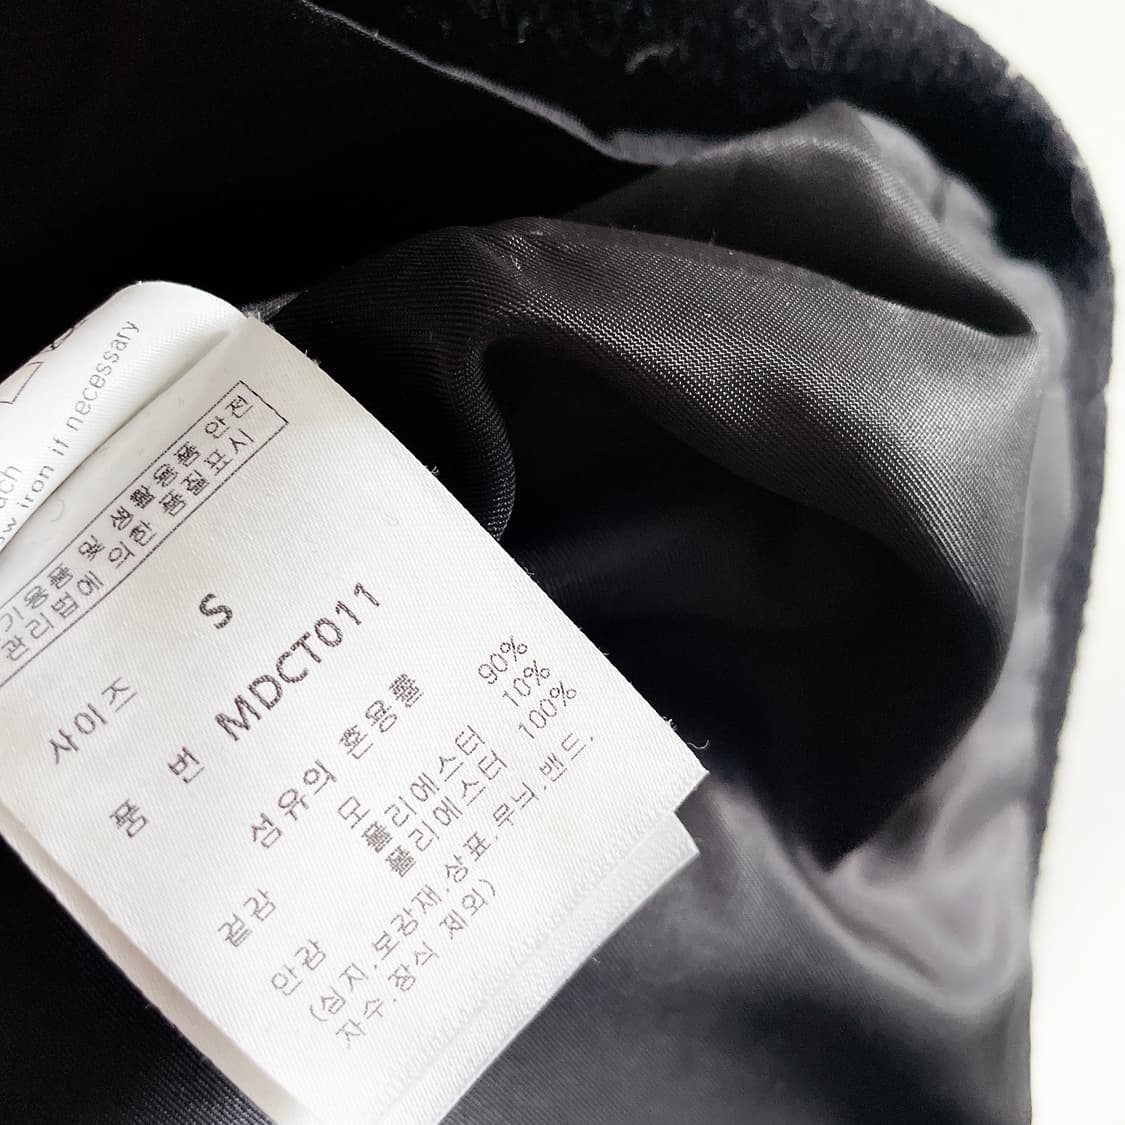 ow iron if necessary
기용품 및 생활용품 안전
관리법에 의한 품질표시
사이즈 S
품 번 MDCT011
섬유의 혼용률
겉감 모 90%
폴리에스터 10%
안감 폴리에스터 100%
(심지.보강재.상표.무늬.밴드.
자수.장식 제외)